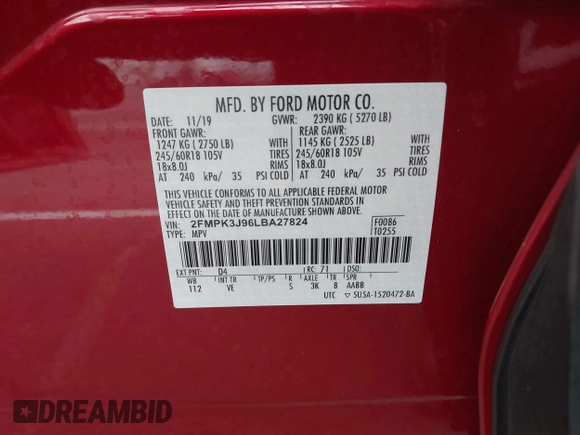 MFD. BY FORD MOTOR CO.
DATE: 11/19 GVWR: 2390 KG ( 5270 LB)
FRONT GAWR: REAR GAWR:
1247 KG ( 2750 LB) WITH 1145 KG ( 2525 LB) WITH
245/60R18 105V TIRES 245/60R18 105V TIRES
18x8.0J RIMS 18x8.0J RIMS
AT 240 kPa/ 35 PSI COLD AT 240 kPa/ 35 PSI COLD
THIS VEHICLE CONFORMS TO ALL APPLICABLE FEDERAL MOTOR
VEHICLE SAFETY AND THEFT PREVENTION STANDARDS IN
EFFECT ON THE DATE OF MANUFACTURE SHOWN ABOVE.
VIN: 2FMPK3J96LBA27824 F0086
TYPE: MPV T0255
EXT PNT: D4 RC: 71 DSO:
WB INT TR TP/PS R AXLE TR SPR
112 VE S 3K 8 AABB
UTC ▽ 5U5A-1520472-BA
DREAMBID